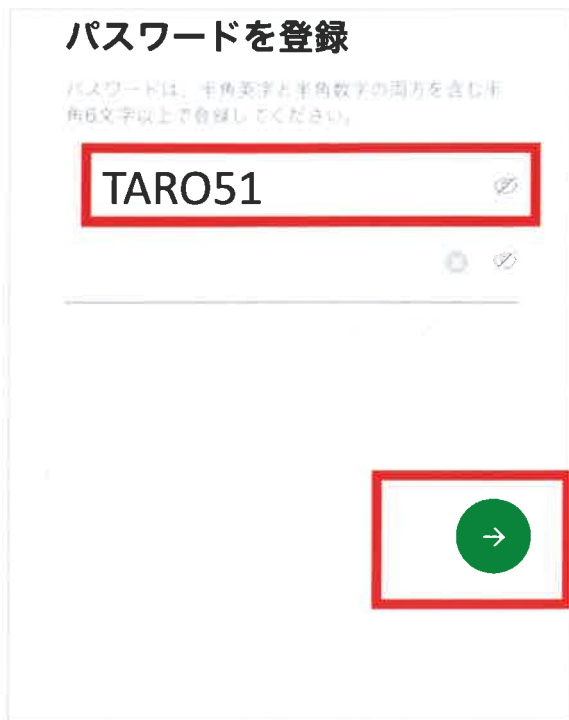 パスワードを登録
パスワードは、半角英字と半角数字の両方を含む半
角6文字以上で登録してください。
TARO51